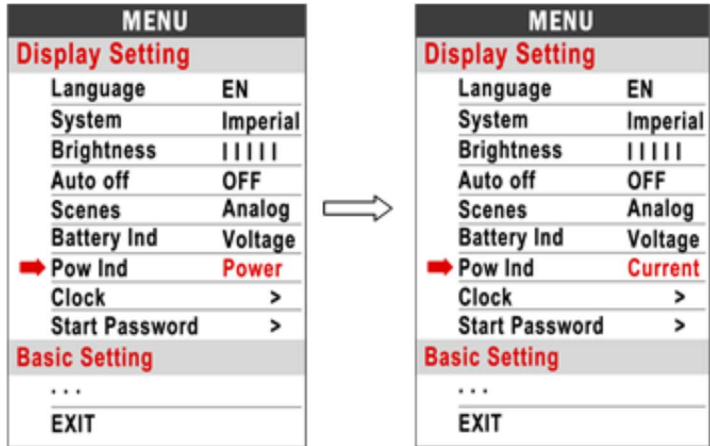 MENU
Display Setting
Language EN
System Imperial
Brightness | | | | |
Auto off OFF
Scenes Analog
Battery Ind Voltage
Pow Ind Power
Clock >
Start Password >
Basic Setting
...
EXIT
MENU
Display Setting
Language EN
System Imperial
Brightness | | | | |
Auto off OFF
Scenes Analog
Battery Ind Voltage
Pow Ind Current
Clock >
Start Password >
Basic Setting
...
EXIT